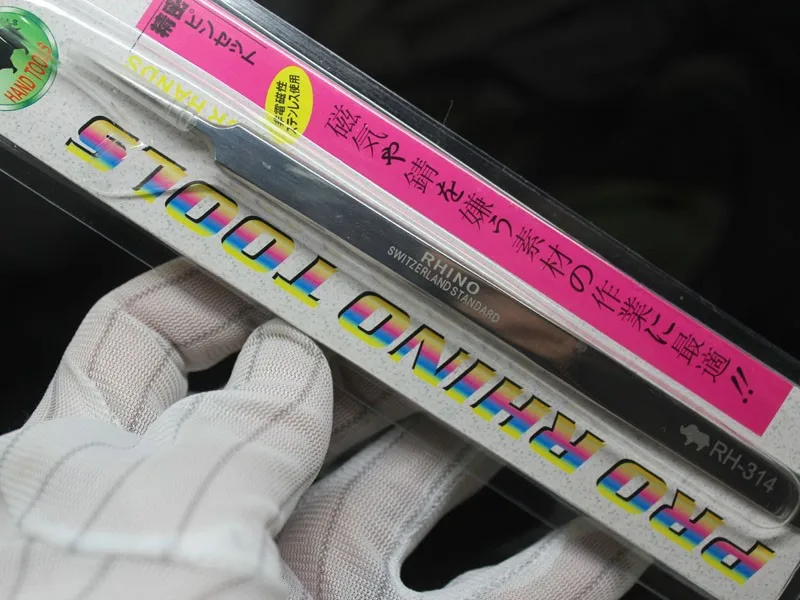 精密ピンセット
非電磁性
ステンレス使用
磁気や錆を嫌う素材の作業に最適!!
HAND TOOLS
RHINO
SWITZERLAND STANDARD
RH-314
PRO RHINO TOOLS